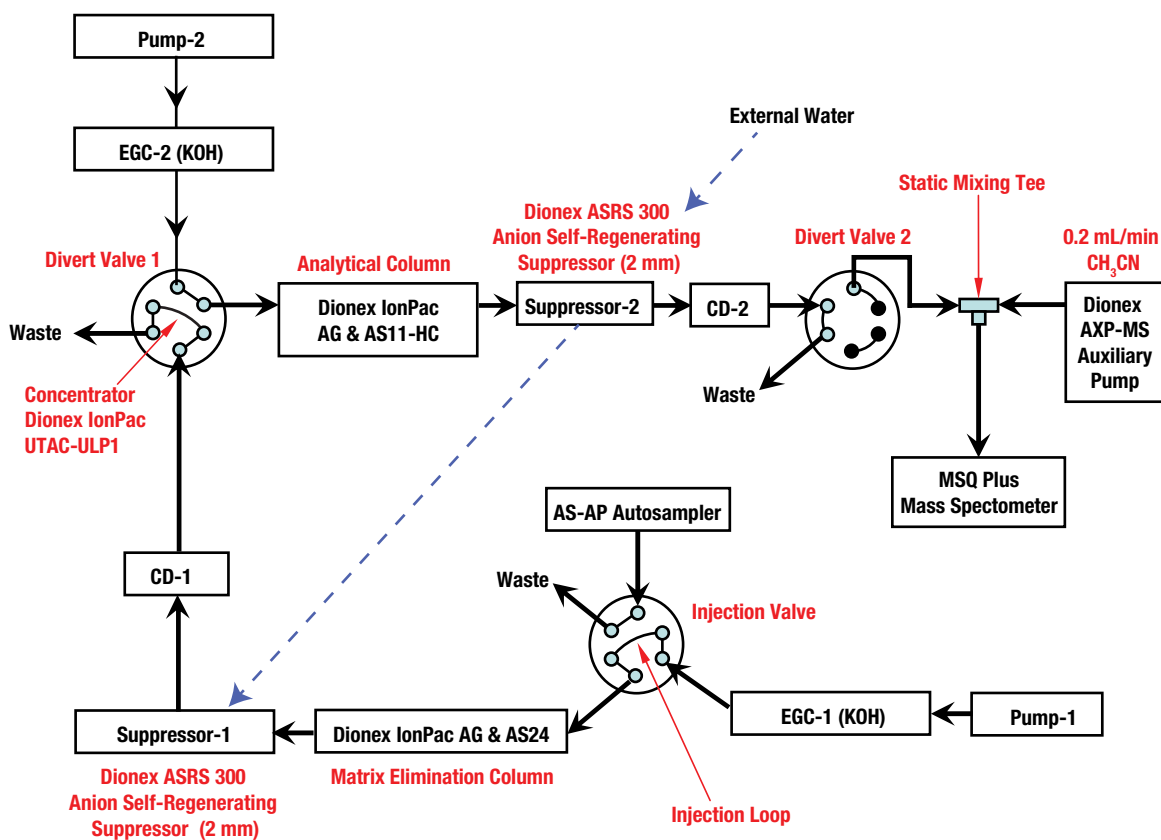 Pump-2
EGC-2 (KOH)
External Water
Static Mixing Tee
Dionex ASRS 300
Anion Self-Regenerating
Suppressor (2 mm)
Divert Valve 2
0.2 mL/min
CH₃CN
Divert Valve 1
Analytical Column
Dionex IonPac
AG & AS11-HC
Suppressor-2
CD-2
Dionex
AXP-MS
Auxiliary
Pump
Waste
Waste
Concentrator
Dionex IonPac
UTAC-ULP1
MSQ Plus
Mass Spectometer
AS-AP Autosampler
CD-1
Waste
Injection Valve
Suppressor-1
Dionex IonPac AG & AS24
EGC-1 (KOH)
Pump-1
Dionex ASRS 300
Anion Self-Regenerating
Suppressor (2 mm)
Matrix Elimination Column
Injection Loop